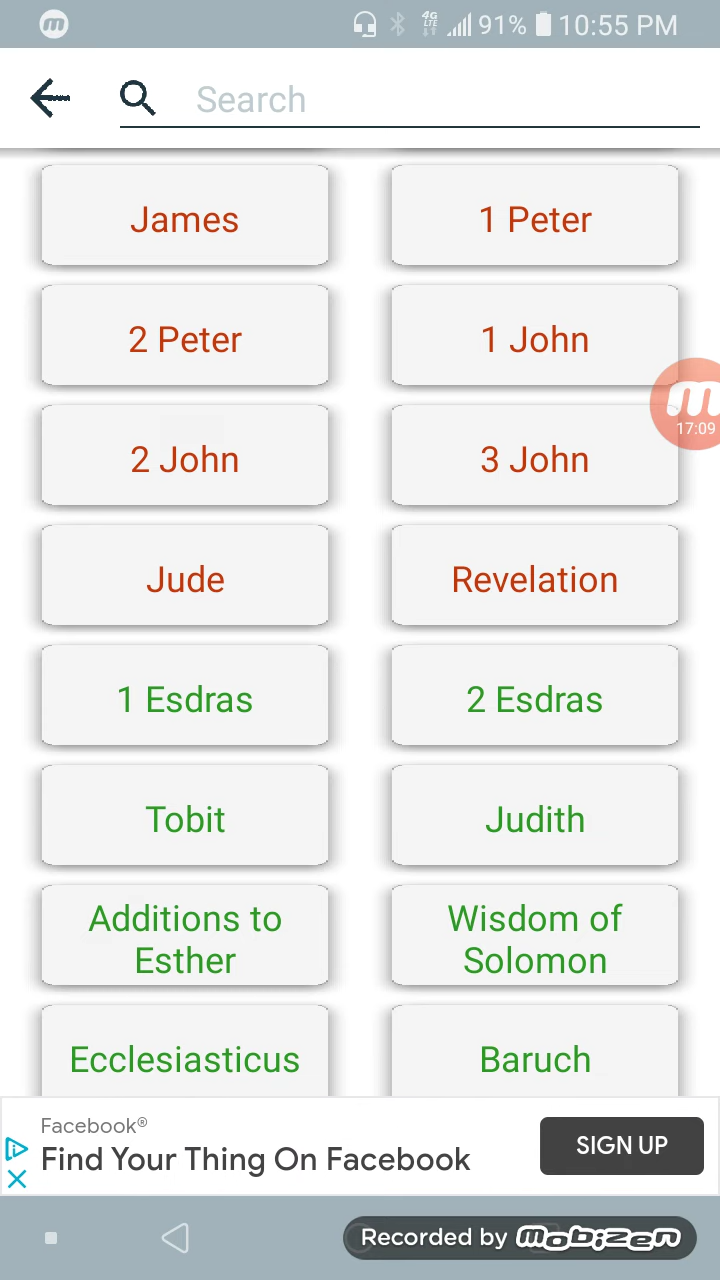 91% 10:55 PM
Search
James
1 Peter
2 Peter
1 John
17:09
2 John
3 John
Jude
Revelation
1 Esdras
2 Esdras
Tobit
Judith
Additions to
Esther
Wisdom of
Solomon
Ecclesiasticus
Baruch
Facebook®
Find Your Thing On Facebook
SIGN UP
Recorded by mobizen